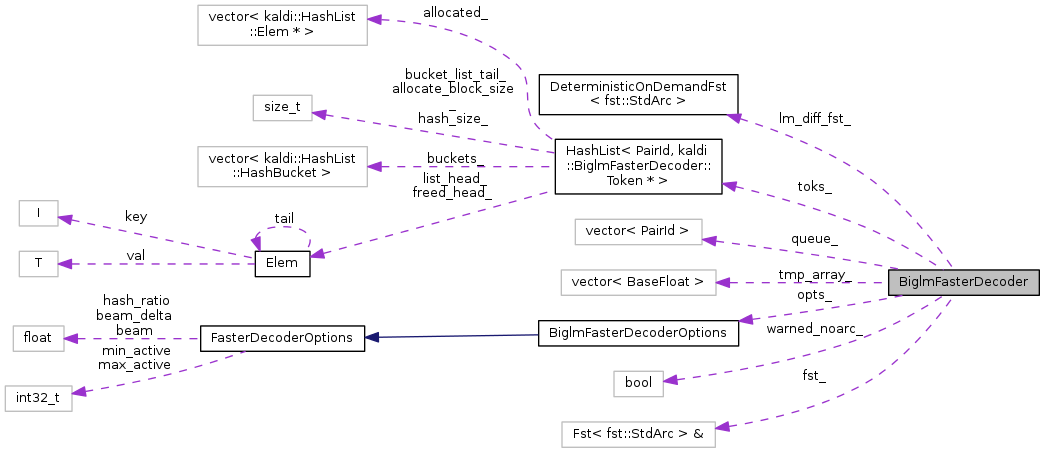 vector< kaldi::HashList
::Elem * >
allocated_
bucket_list_tail_
allocate_block_size
_
hash_size_
size_t
DeterministicOnDemandFst
< fst::StdArc >
lm_diff_fst_
vector< kaldi::HashList
::HashBucket >
buckets_
HashList< PairId, kaldi
::BiglmFasterDecoder::
Token * >
list_head_
freed_head_
toks_
I
key
tail
T
val
Elem
vector< PairId >
queue_
vector< BaseFloat >
tmp_array_
BiglmFasterDecoder
opts_
hash_ratio
beam_delta
beam
float
FasterDecoderOptions
BiglmFasterDecoderOptions
warned_noarc_
min_active
max_active
int32_t
bool
fst_
Fst< fst::StdArc > &